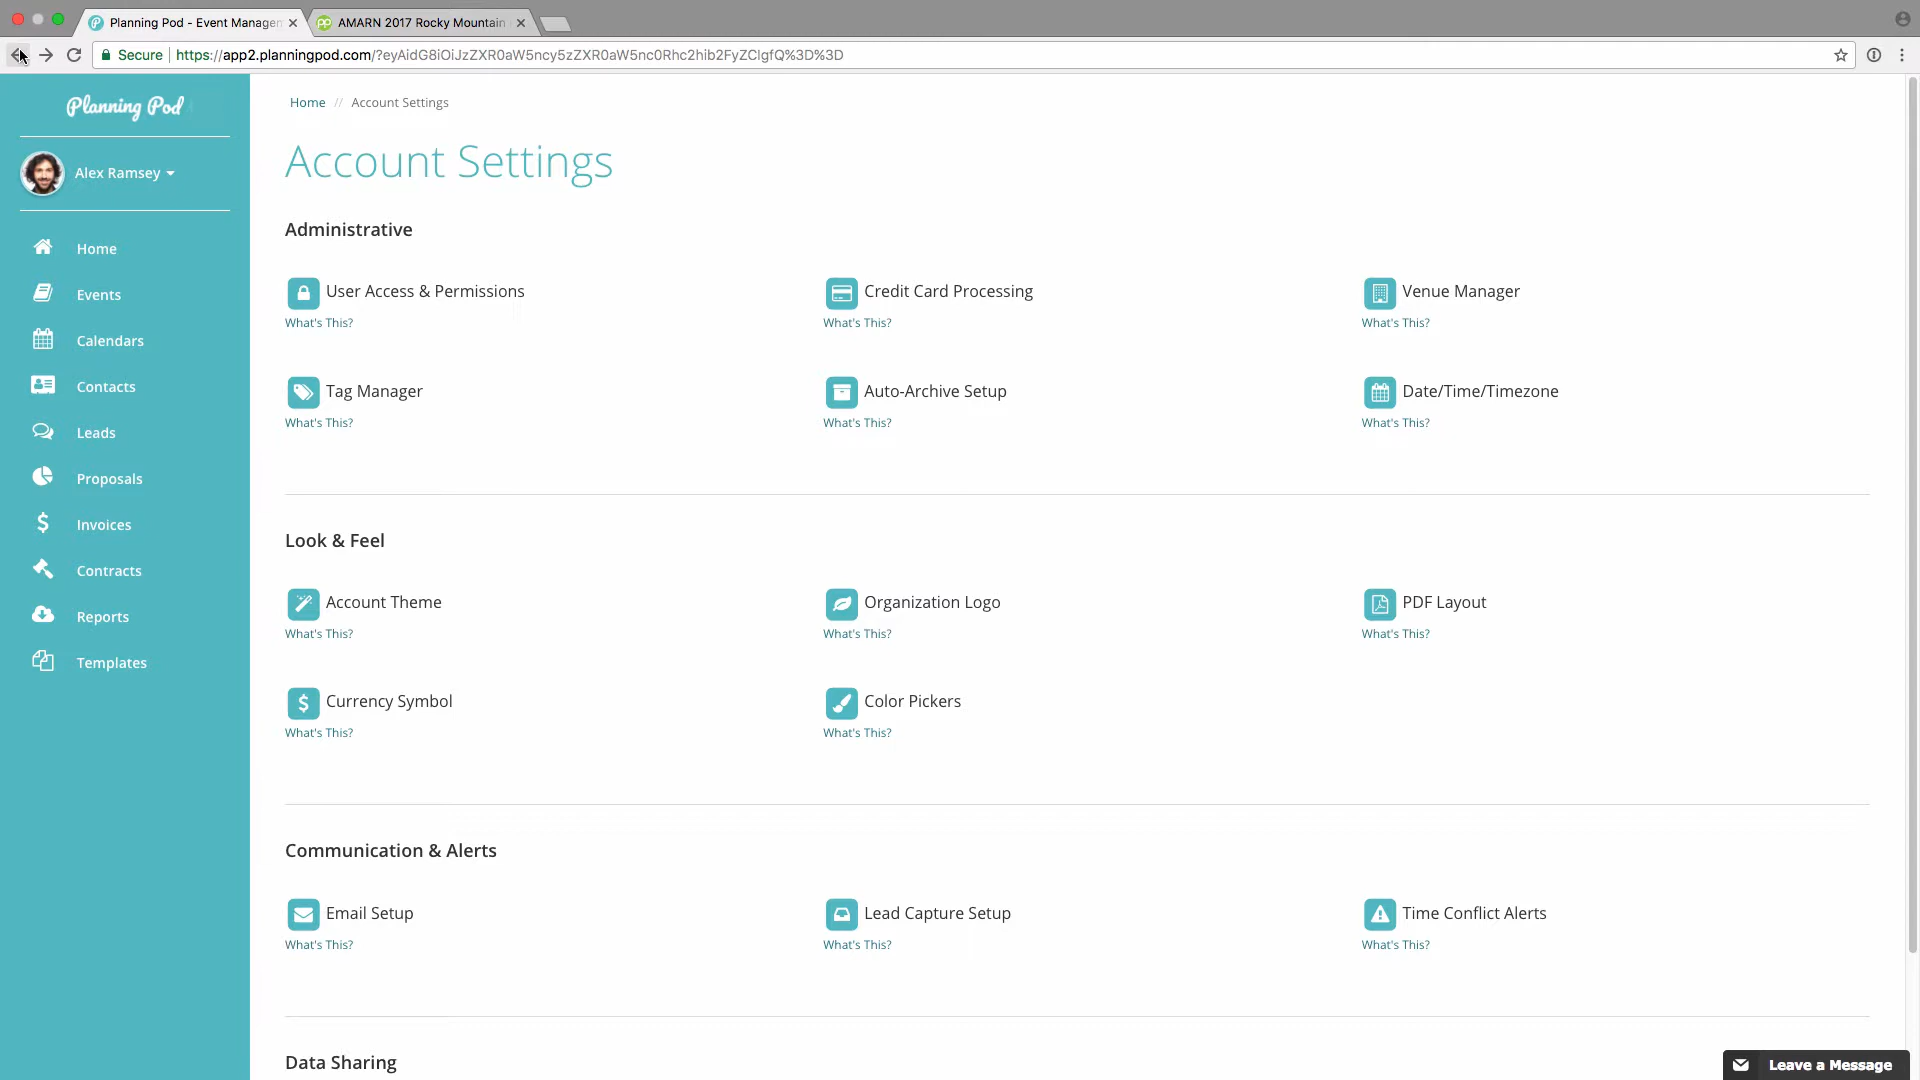 Planning Pod - Event Managem
AMARN 2017 Rocky Mountain
Secure
https://app2.planningpod.com/?eyAidG8iOiJzZXR0aW5ncy5zZXR0aW5nc0Rhc2hib2FyZCIgfQ%3D%3D
Planning Pod
Alex Ramsey
Home
Events
Calendars
Contacts
Leads
Proposals
Invoices
Contracts
Reports
Templates
Home // Account Settings
Account Settings
Administrative
User Access & Permissions
What's This?
Credit Card Processing
What's This?
Venue Manager
What's This?
Tag Manager
What's This?
Auto-Archive Setup
What's This?
Date/Time/Timezone
What's This?
Look & Feel
Account Theme
What's This?
Organization Logo
What's This?
PDF Layout
What's This?
Currency Symbol
What's This?
Color Pickers
What's This?
Communication & Alerts
Email Setup
What's This?
Lead Capture Setup
What's This?
Time Conflict Alerts
What's This?
Data Sharing
Leave a Message